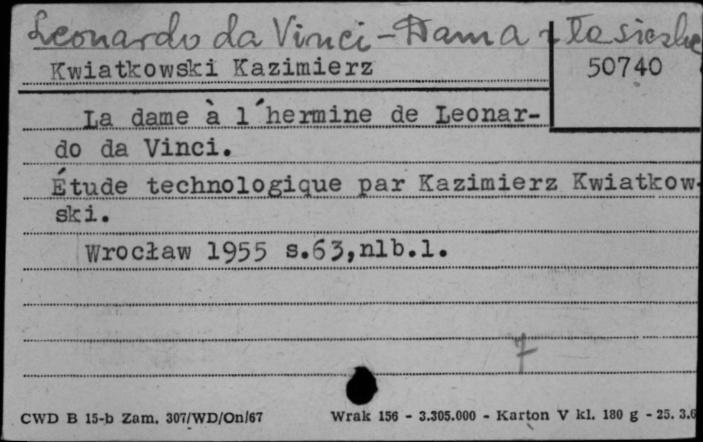 Leonardo da Vinci - Dama z łasiczką
Kwiatkowski Kazimierz
50740
La dame à l'hermine de Leonar-
do da Vinci.
Étude technologique par Kazimierz Kwiatkow-
ski.
Wrocław 1955 s.63,nlb.1.
7
CWD B 15-b Zam. 307/WD/On/67 Wrak 156 - 3.305.000 - Karton V kl. 180 g - 25. 3.6